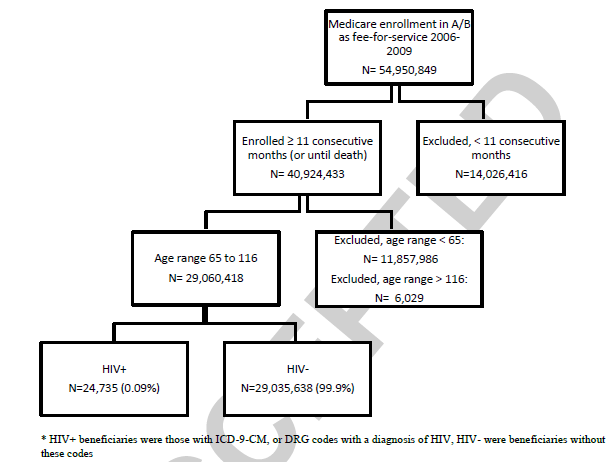 Medicare enrollment in A/B
as fee-for-service 2006-
2009
N= 54,950,849
Enrolled ≥ 11 consecutive
months (or until death)
N= 40,924,433
Excluded, < 11 consecutive
months
N=14,026,416
Age range 65 to 116
N= 29,060,418
Excluded, age range < 65:
N= 11,857,986
Excluded, age range > 116:
N= 6,029
HIV+
N=24,735 (0.09%)
HIV-
N=29,035,638 (99.9%)
* HIV+ beneficiaries were those with ICD-9-CM, or DRG codes with a diagnosis of HIV, HIV- were beneficiaries without
these codes